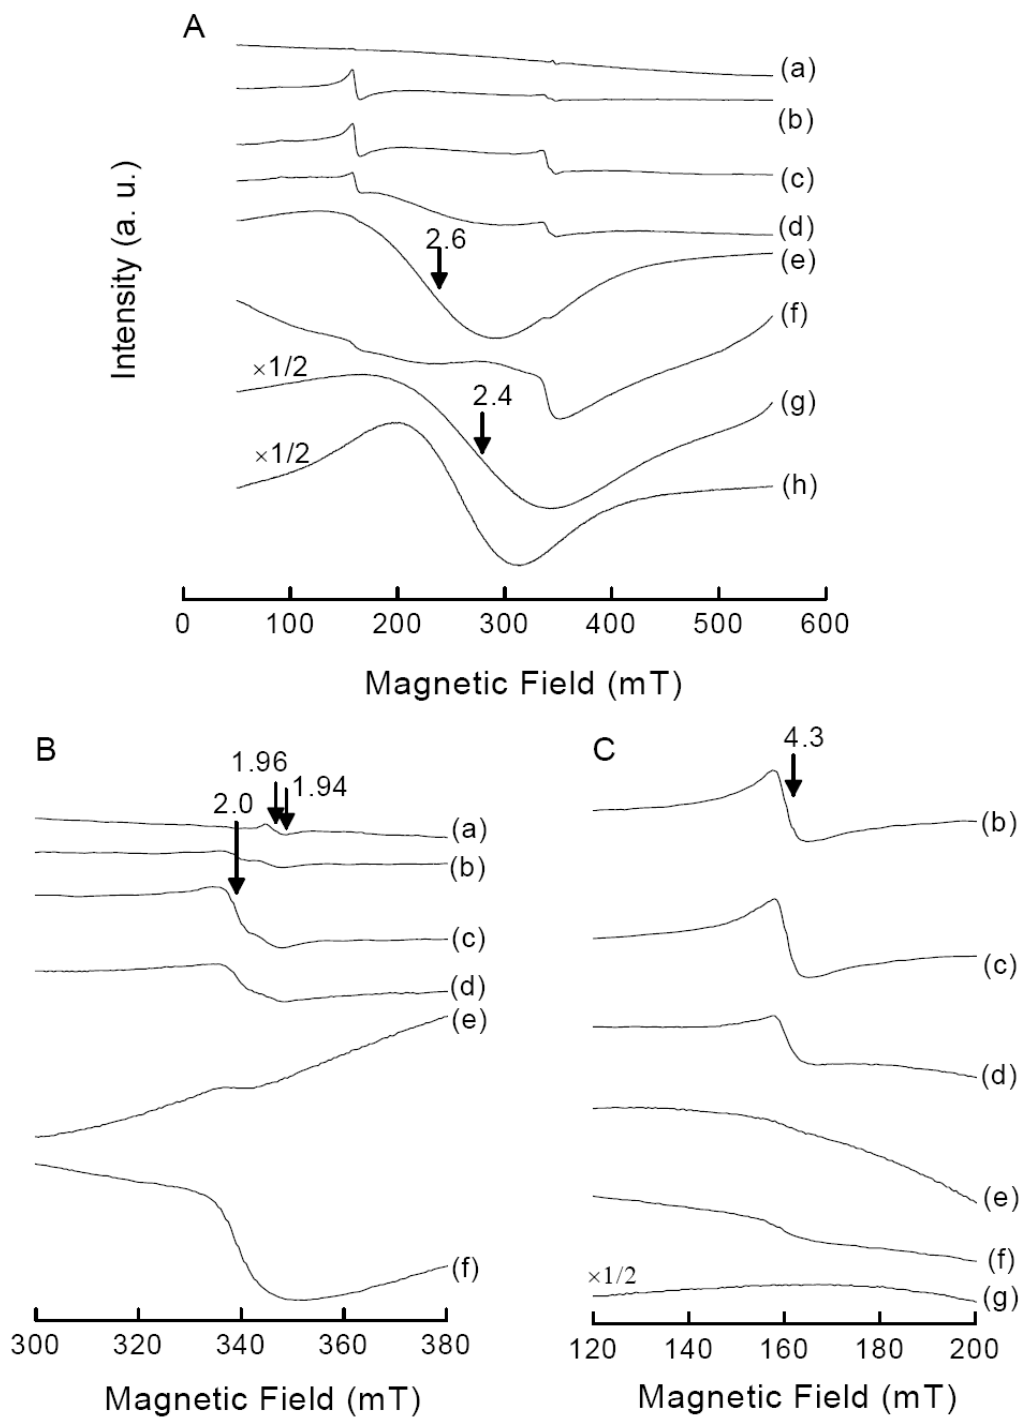 A
(a)
(b)
(c)
(d)
2.6
(e)
(f)
×1/2
2.4
(g)
×1/2
(h)
Intensity (a. u.)
0 100 200 300 400 500 600
Magnetic Field (mT)
B
1.96
1.94
2.0
(a)
(b)
(c)
(d)
(e)
(f)
300 320 340 360 380
Magnetic Field (mT)
C
4.3
(b)
(c)
(d)
(e)
(f)
×1/2
(g)
120 140 160 180 200
Magnetic Field (mT)